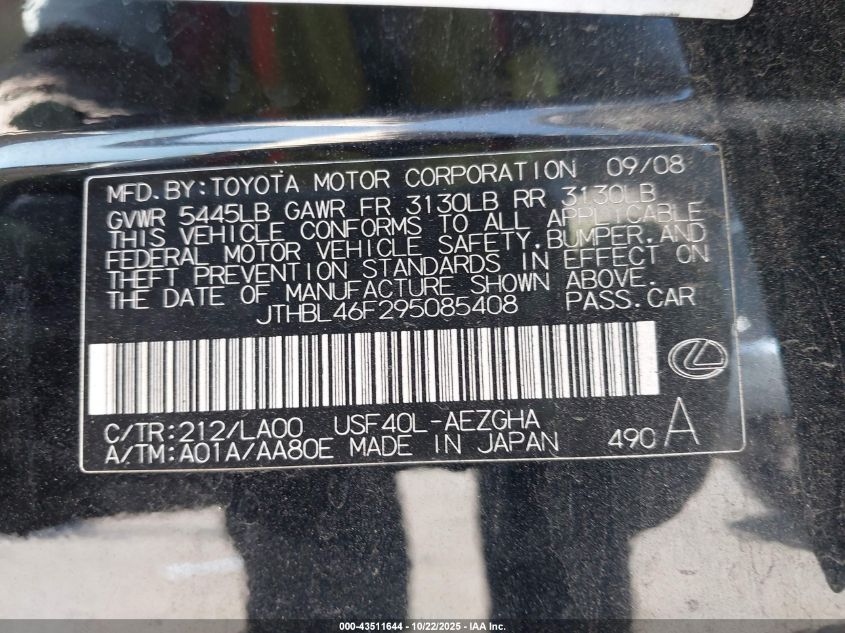 MFD.BY:TOYOTA MOTOR CORPORATION 09/08
GVWR 5445LB GAWR FR 3130LB RR 3130LB
THIS VEHICLE CONFORMS TO ALL APPLICABLE
FEDERAL MOTOR VEHICLE SAFETY,BUMPER,AND
THEFT PREVENTION STANDARDS IN EFFECT ON
THE DATE OF MANUFACTURE SHOWN ABOVE.
JTHBL46F295085408 PASS.CAR
C/TR:212/LA00 USF40L-AEZGHA
A/TM:A01A/AA80E MADE IN JAPAN 490 A
000-43511644 | 10/22/2025 - IAA Inc.